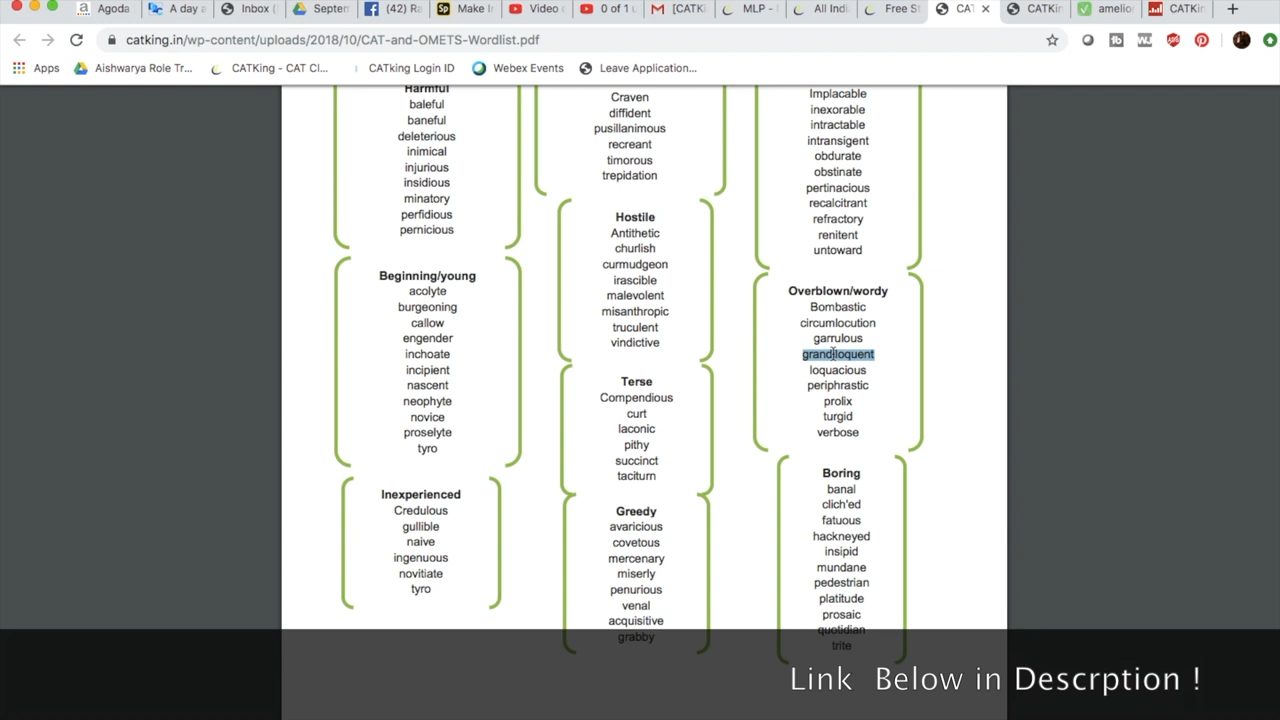 Agoda
A day a
Inbox (
Septen
(42) Ra
Make In
Video c
0 of 1 u
[CATK
MLP - I
All Indi
Free St
CAT
CATKin
amelio
CATKin
catking.in/wp-content/uploads/2018/10/CAT-and-OMETS-Wordlist.pdf
Apps
Aishwarya Role Tr...
CATKing - CAT Cl...
CATking Login ID
Webex Events
Leave Application...
Harmful
baleful
baneful
deleterious
inimical
injurious
insidious
minatory
perfidious
pernicious
Beginning/young
acolyte
burgeoning
callow
engender
inchoate
incipient
nascent
neophyte
novice
proselyte
tyro
Inexperienced
Credulous
gullible
naive
ingenuous
novitiate
tyro
Craven
diffident
pusillanimous
recreant
timorous
trepidation
Hostile
Antithetic
churlish
curmudgeon
irascible
malevolent
misanthropic
truculent
vindictive
Terse
Compendious
curt
laconic
pithy
succinct
taciturn
Greedy
avaricious
covetous
mercenary
miserly
penurious
venal
acquisitive
grabby
Implacable
inexorable
intractable
intransigent
obdurate
obstinate
pertinacious
recalcitrant
refractory
renitent
untoward
Overblown/wordy
Bombastic
circumlocution
garrulous
grandiloquent
loquacious
periphrastic
prolix
turgid
verbose
Boring
banal
clich'ed
fatuous
hackneyed
insipid
mundane
pedestrian
platitude
prosaic
quotidian
trite
Link Below in Descrption !